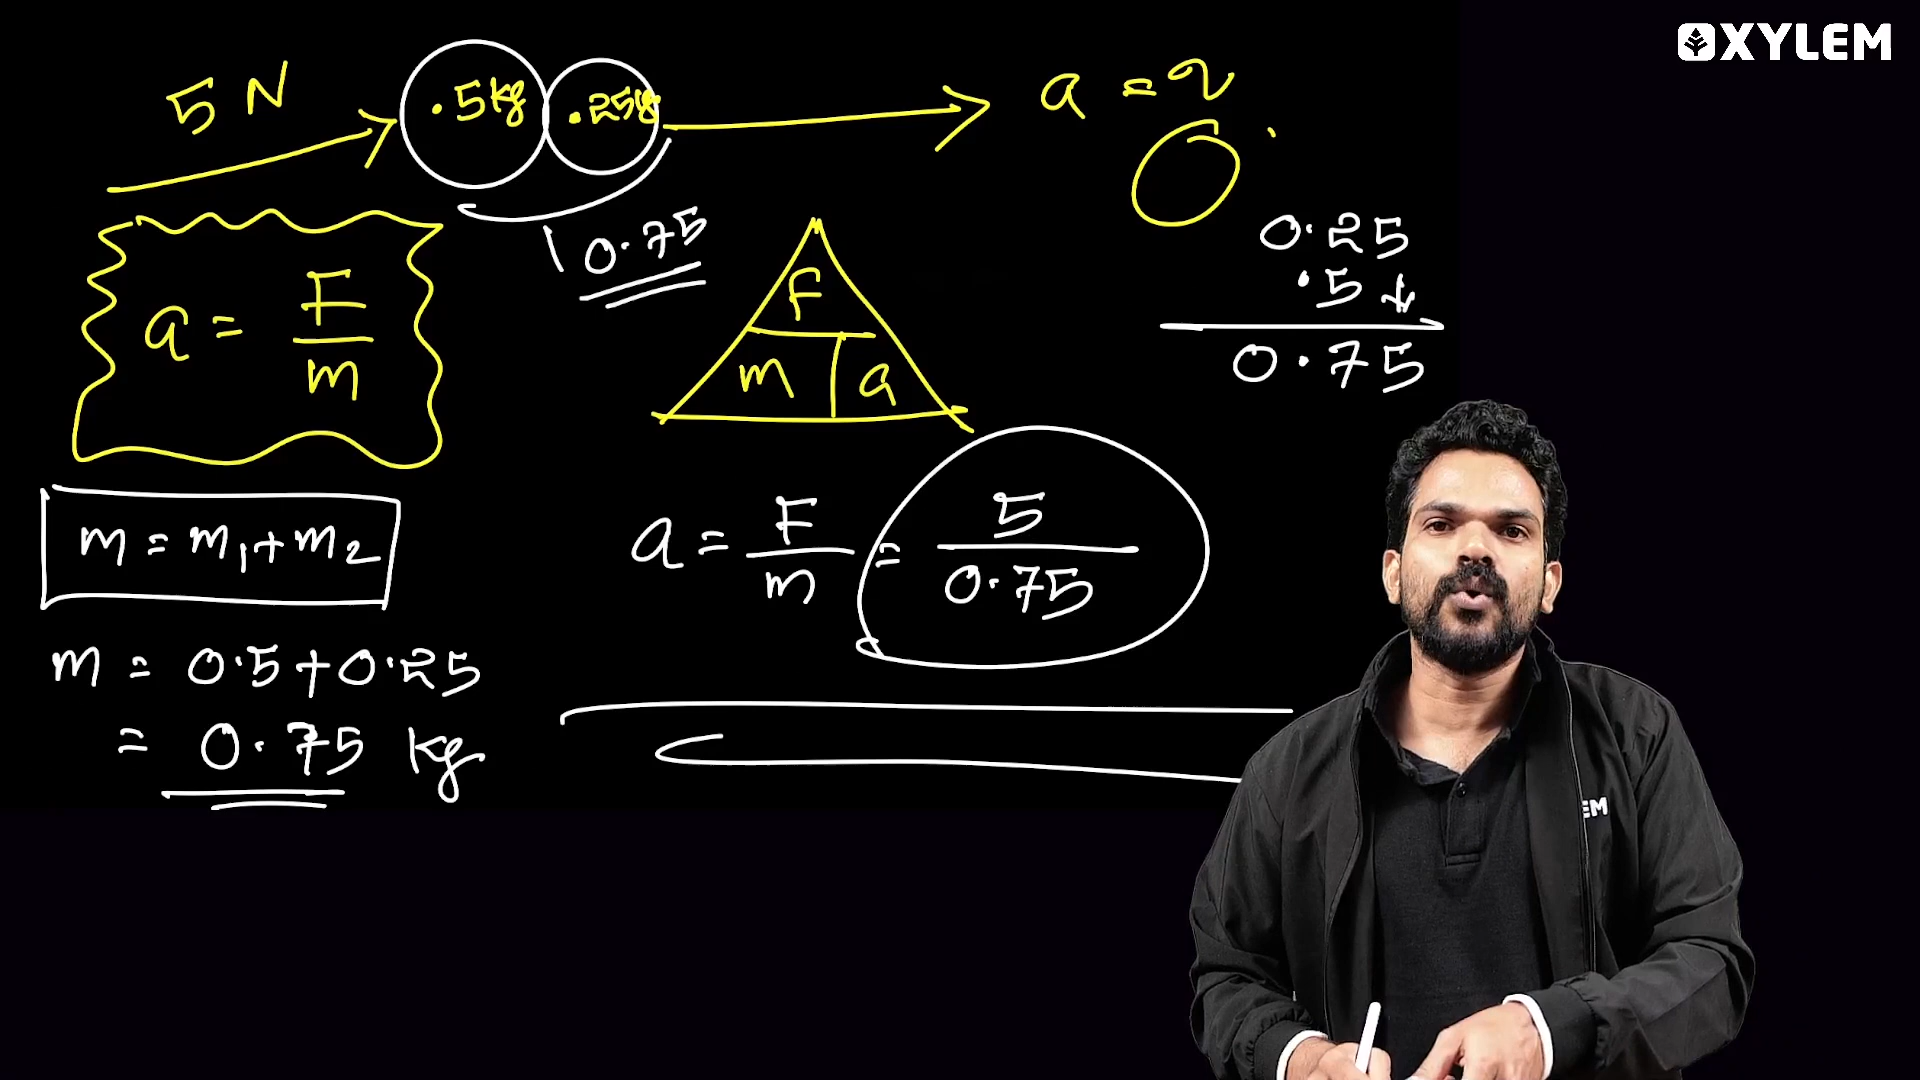 XYLEM
5 N
.5kg
.25kg
a = ?
0.75
0.25
.5 ↓
0.75
a = F/m
F
m a
m = m₁+m₂
a = F/m = 5/0.75
m = 0.5+0.25
= 0.75 kg
EM